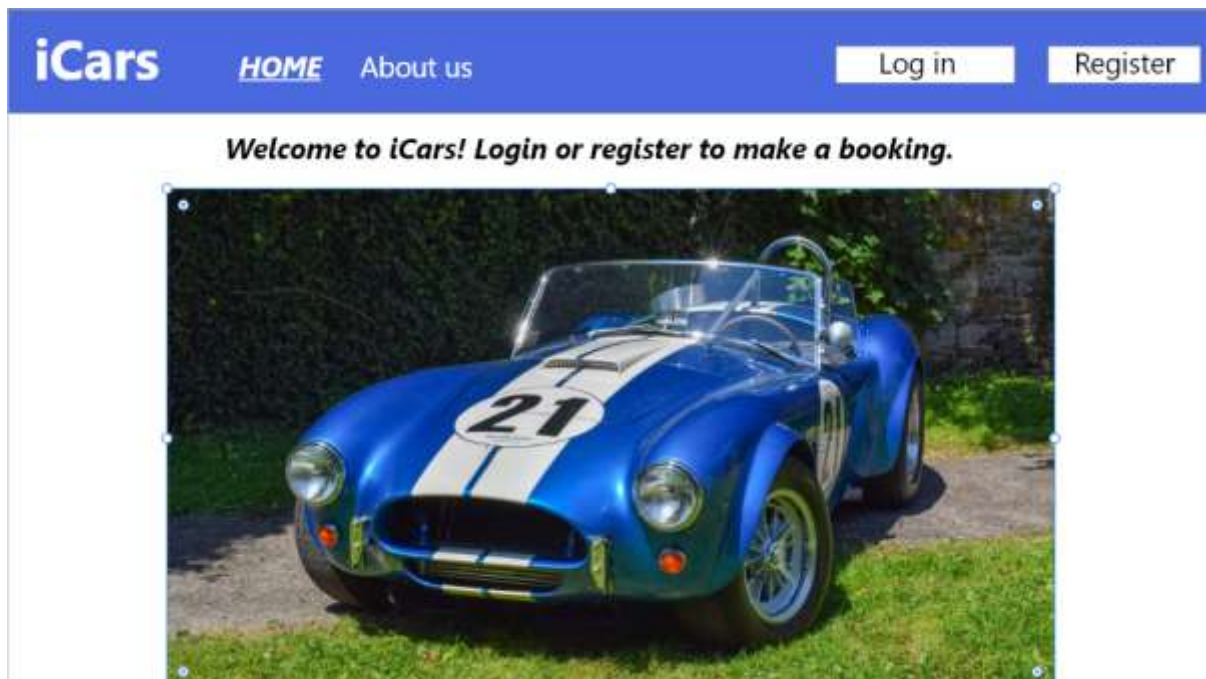 iCars HOME About us Log in Register
Welcome to iCars! Login or register to make a booking.
21